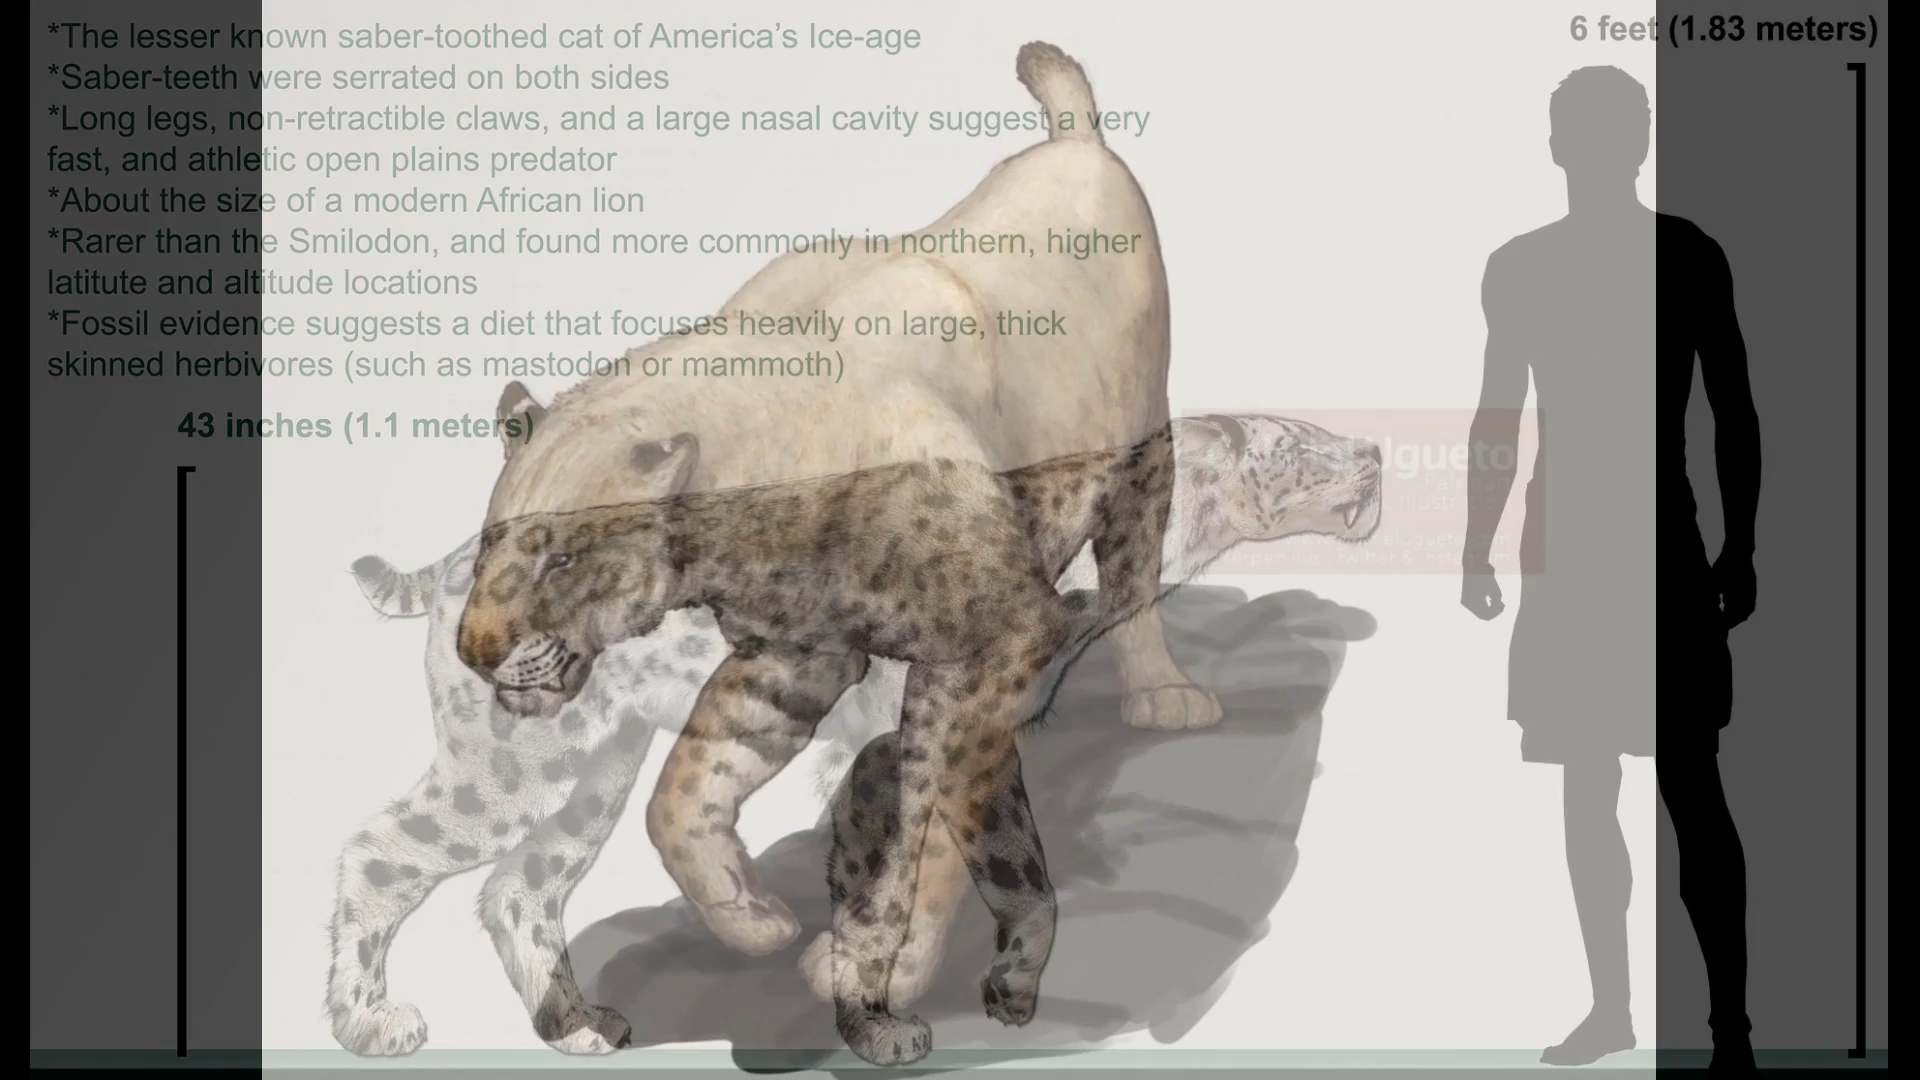 *The lesser known saber-toothed cat of America's Ice-age
*Saber-teeth were serrated on both sides
*Long legs, non-retractible claws, and a large nasal cavity suggest a very
fast, and athletic open plains predator
*About the size of a modern African lion
*Rarer than the Smilodon, and found more commonly in northern, higher
latitute and altitude locations
*Fossil evidence suggests a diet that focuses heavily on large, thick
skinned herbivores (such as mastodon or mammoth)
43 inches (1.1 meters)
6 feet (1.83 meters)